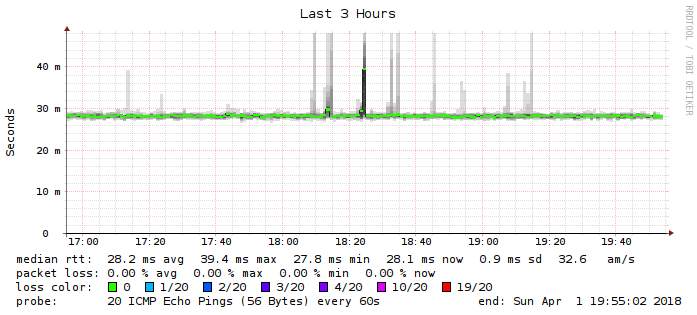 Last 3 Hours
RRDTOOL / TOBI OETIKER
Seconds
40 m
30 m
20 m
10 m
0
17:00 17:20 17:40 18:00 18:20 18:40 19:00 19:20 19:40
median rtt: 28.2 ms avg 39.4 ms max 27.8 ms min 28.1 ms now 0.9 ms sd 32.6 am/s
packet loss: 0.00 % avg 0.00 % max 0.00 % min 0.00 % now
loss color: 0 1/20 2/20 3/20 4/20 10/20 19/20
probe: 20 ICMP Echo Pings (56 Bytes) every 60s end: Sun Apr 1 19:55:02 2018